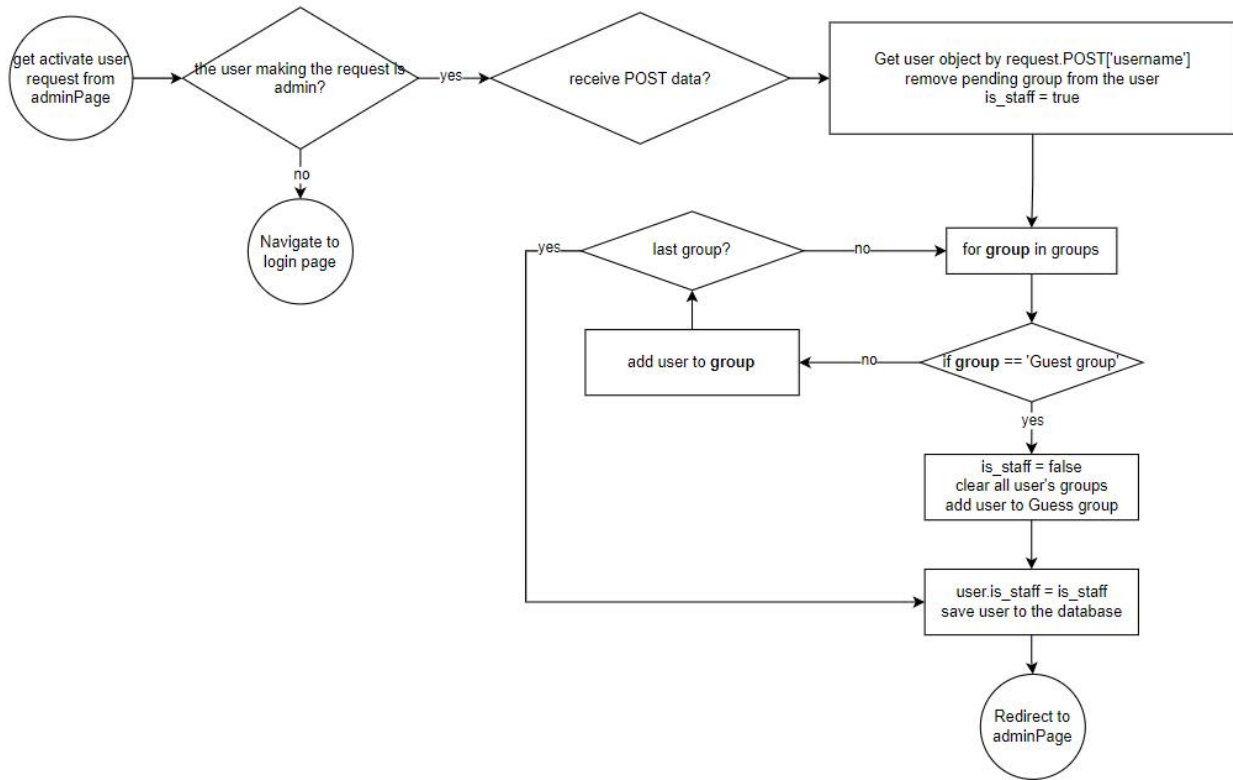 get activate user
request from
adminPage
the user making the request is
admin?
yes
receive POST data?
Get user object by request.POST['username']
remove pending group from the user
is_staff = true
no
Navigate to
login page
yes
last group?
no
for group in groups
add user to group
no
if group == 'Guest group'
yes
is_staff = false
clear all user's groups
add user to Guess group
user.is_staff = is_staff
save user to the database
Redirect to
adminPage